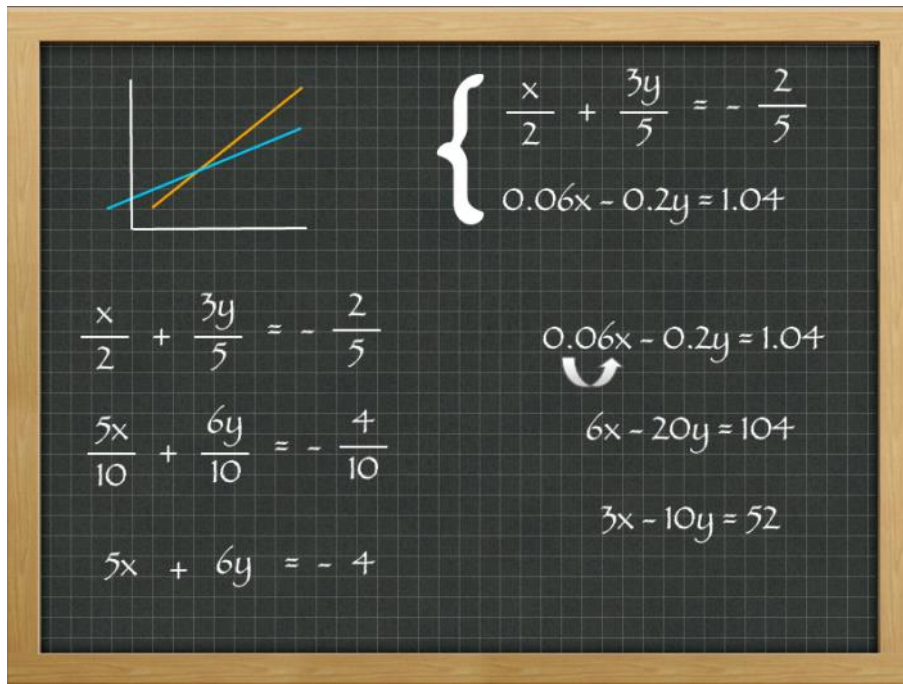 x/2 + 3y/5 = - 2/5
0.06x - 0.2y = 1.04
x/2 + 3y/5 = - 2/5
5x/10 + 6y/10 = - 4/10
5x + 6y = - 4
0.06x - 0.2y = 1.04
6x - 20y = 104
3x - 10y = 52